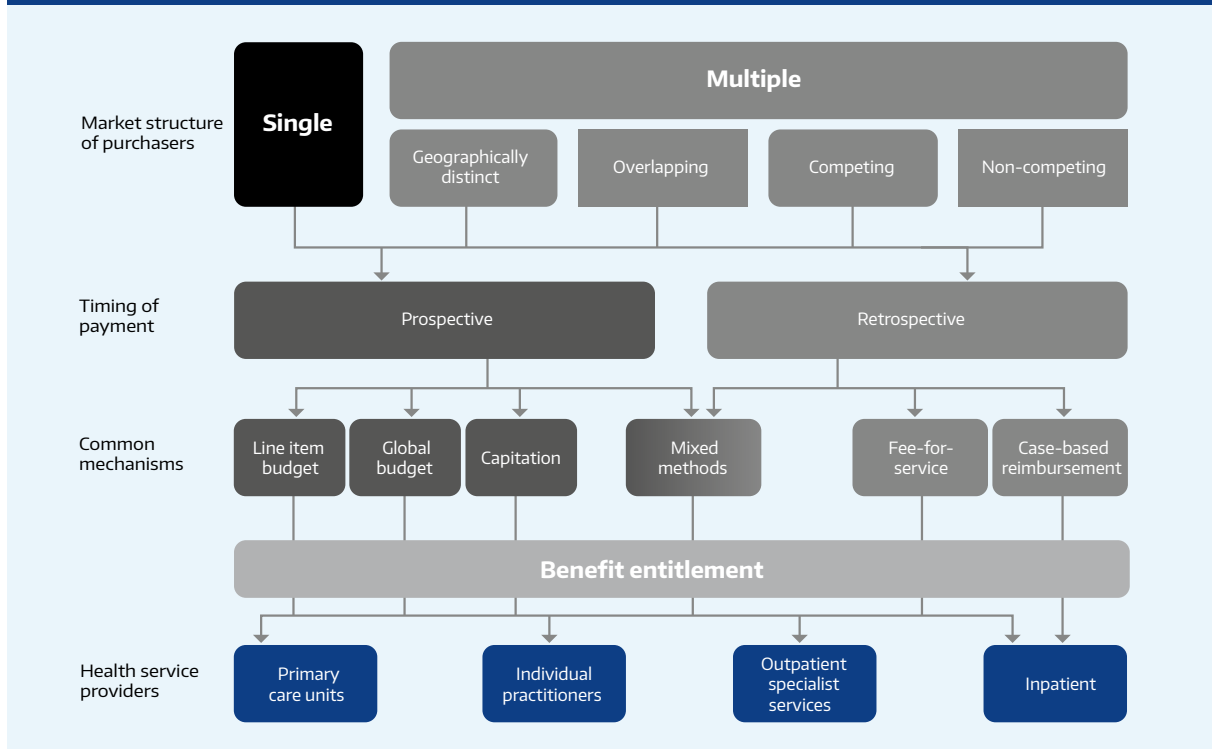 Market structure
of purchasers
Single
Multiple
Geographically
distinct
Overlapping
Competing
Non-competing
Timing of
payment
Prospective
Retrospective
Common
mechanisms
Line item
budget
Global
budget
Capitation
Mixed
methods
Fee-for-
service
Case-based
reimbursement
Benefit entitlement
Health service
providers
Primary
care units
Individual
practitioners
Outpatient
specialist
services
Inpatient